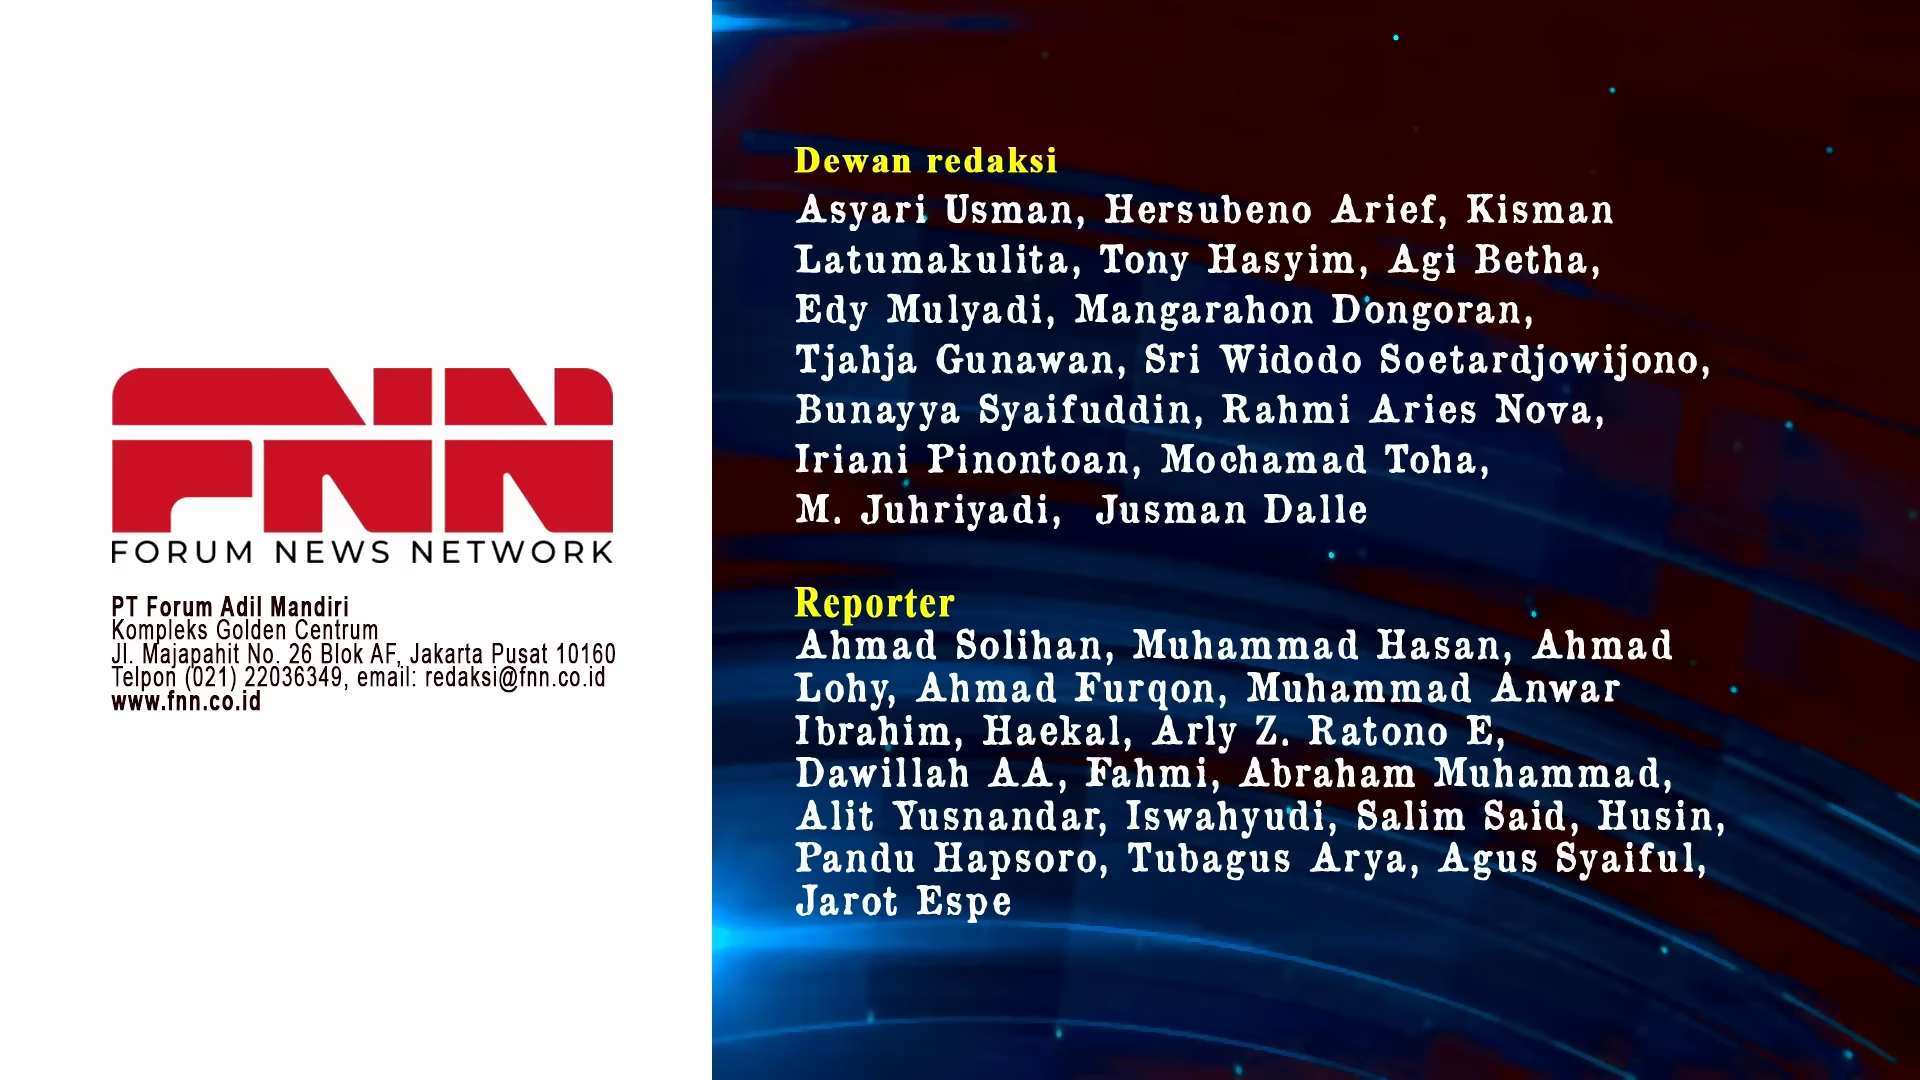 FNN
FORUM NEWS NETWORK
PT Forum Adil Mandiri
Kompleks Golden Centrum
Jl. Majapahit No. 26 Blok AF, Jakarta Pusat 10160
Telpon (021) 22036349, email: redaksi@fnn.co.id
www.fnn.co.id
Dewan redaksi
Asyari Usman, Hersubeno Arief, Kisman
Latumakulita, Tony Hasyim, Agi Betha,
Edy Mulyadi, Mangarahon Dongoran,
Tjahja Gunawan, Sri Widodo Soetardjowijono,
Bunayya Syaifuddin, Rahmi Aries Nova,
Iriani Pinontoan, Mochamad Toha,
M. Juhriyadi,  Jusman Dalle
Reporter
Ahmad Solihan, Muhammad Hasan, Ahmad
Lohy, Ahmad Furqon, Muhammad Anwar
Ibrahim, Haekal, Arly Z. Ratono E,
Dawillah AA, Fahmi, Abraham Muhammad,
Alit Yusnandar, Iswahyudi, Salim Said, Husin,
Pandu Hapsoro, Tubagus Arya, Agus Syaiful,
Jarot Espe